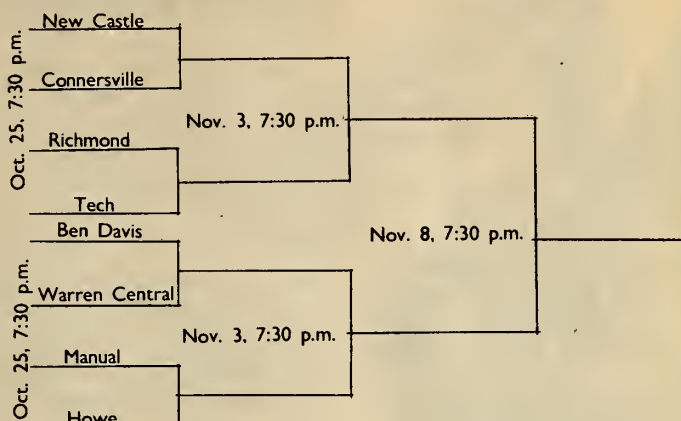 New Castle
Oct. 25, 7:30 p.m.
Connersville
Nov. 3, 7:30 p.m.
Richmond
Tech
Nov. 8, 7:30 p.m.
Ben Davis
Oct. 25, 7:30 p.m.
Warren Central
Nov. 3, 7:30 p.m.
Manual
Howe